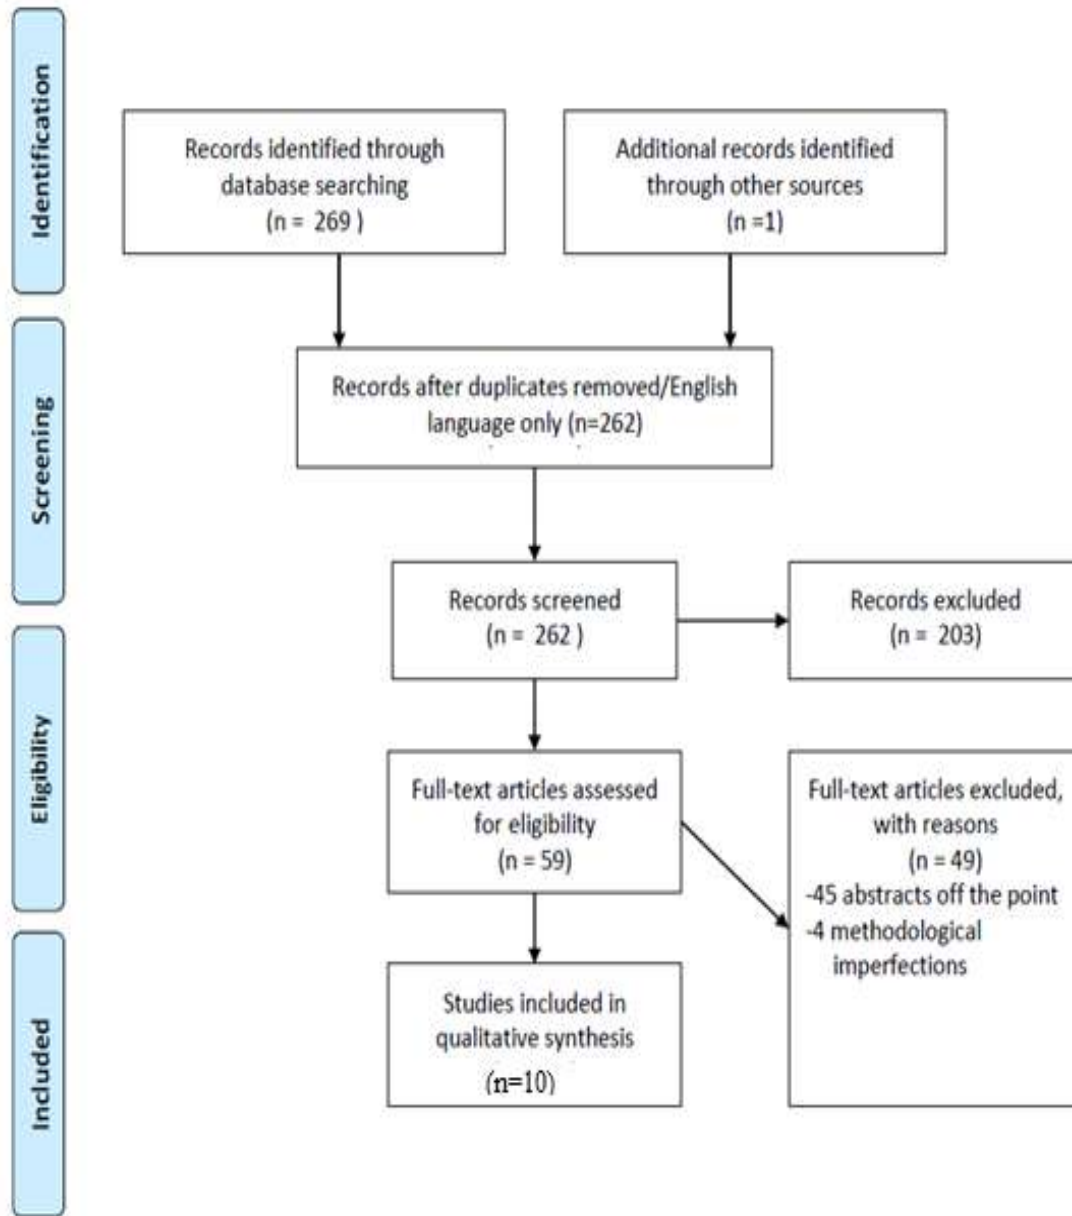 Identification
Records identified through
database searching
(n = 269 )
Additional records identified
through other sources
(n =1)
Screening
Records after duplicates removed/English
language only (n=262)
Records screened
(n = 262 )
Records excluded
(n = 203)
Eligibility
Full-text articles assessed
for eligibility
(n = 59)
Full-text articles excluded,
with reasons
(n = 49)
-45 abstracts off the point
-4 methodological
imperfections
Included
Studies included in
qualitative synthesis
(n=10)